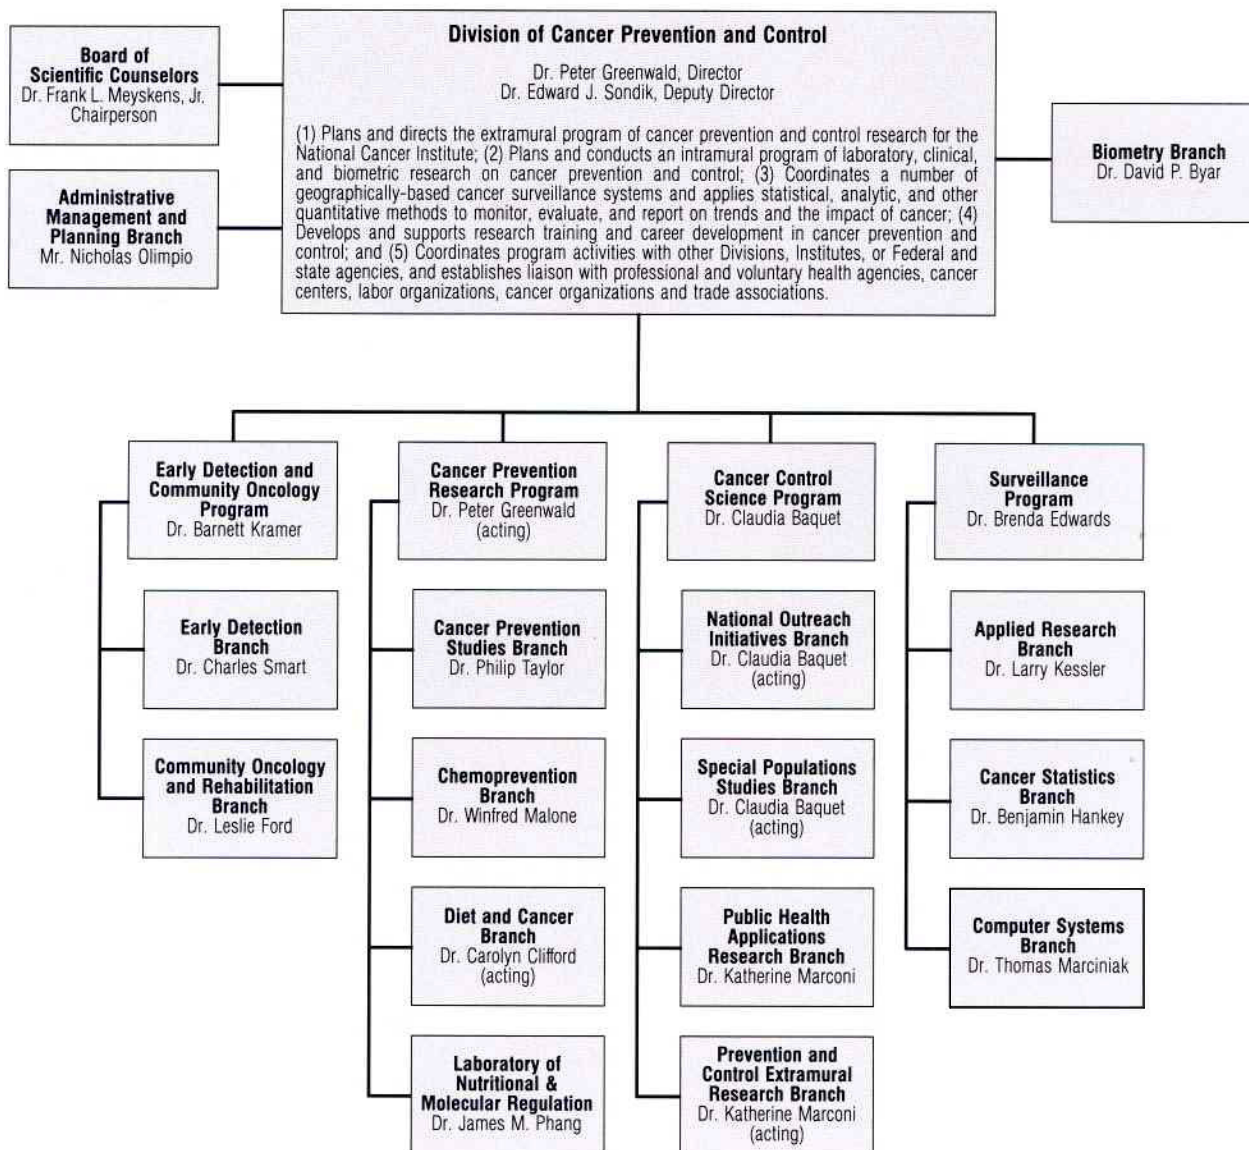 Board of
Scientific Counselors
Dr. Frank L. Meyskens, Jr.
Chairperson
Administrative
Management and
Planning Branch
Mr. Nicholas Olimpio
Division of Cancer Prevention and Control
Dr. Peter Greenwald, Director
Dr. Edward J. Sondik, Deputy Director
(1) Plans and directs the extramural program of cancer prevention and control research for the
National Cancer Institute; (2) Plans and conducts an intramural program of laboratory, clinical,
and biometric research on cancer prevention and control; (3) Coordinates a number of
geographically-based cancer surveillance systems and applies statistical, analytic, and other
quantitative methods to monitor, evaluate, and report on trends and the impact of cancer; (4)
Develops and supports research training and career development in cancer prevention and
control; and (5) Coordinates program activities with other Divisions, Institutes, or Federal and
state agencies, and establishes liaison with professional and voluntary health agencies, cancer
centers, labor organizations, cancer organizations and trade associations.
Biometry Branch
Dr. David P. Byar
Early Detection and
Community Oncology
Program
Dr. Barnett Kramer
Early Detection
Branch
Dr. Charles Smart
Community Oncology
and Rehabilitation
Branch
Dr. Leslie Ford
Cancer Prevention
Research Program
Dr. Peter Greenwald
(acting)
Cancer Prevention
Studies Branch
Dr. Philip Taylor
Chemoprevention
Branch
Dr. Winfred Malone
Diet and Cancer
Branch
Dr. Carolyn Clifford
(acting)
Laboratory of
Nutritional &
Molecular Regulation
Dr. James M. Phang
Cancer Control
Science Program
Dr. Claudia Baquet
National Outreach
Initiatives Branch
Dr. Claudia Baquet
(acting)
Special Populations
Studies Branch
Dr. Claudia Baquet
(acting)
Public Health
Applications
Research Branch
Dr. Katherine Marconi
Prevention and
Control Extramural
Research Branch
Dr. Katherine Marconi
(acting)
Surveillance
Program
Dr. Brenda Edwards
Applied Research
Branch
Dr. Larry Kessler
Cancer Statistics
Branch
Dr. Benjamin Hankey
Computer Systems
Branch
Dr. Thomas Marciniak